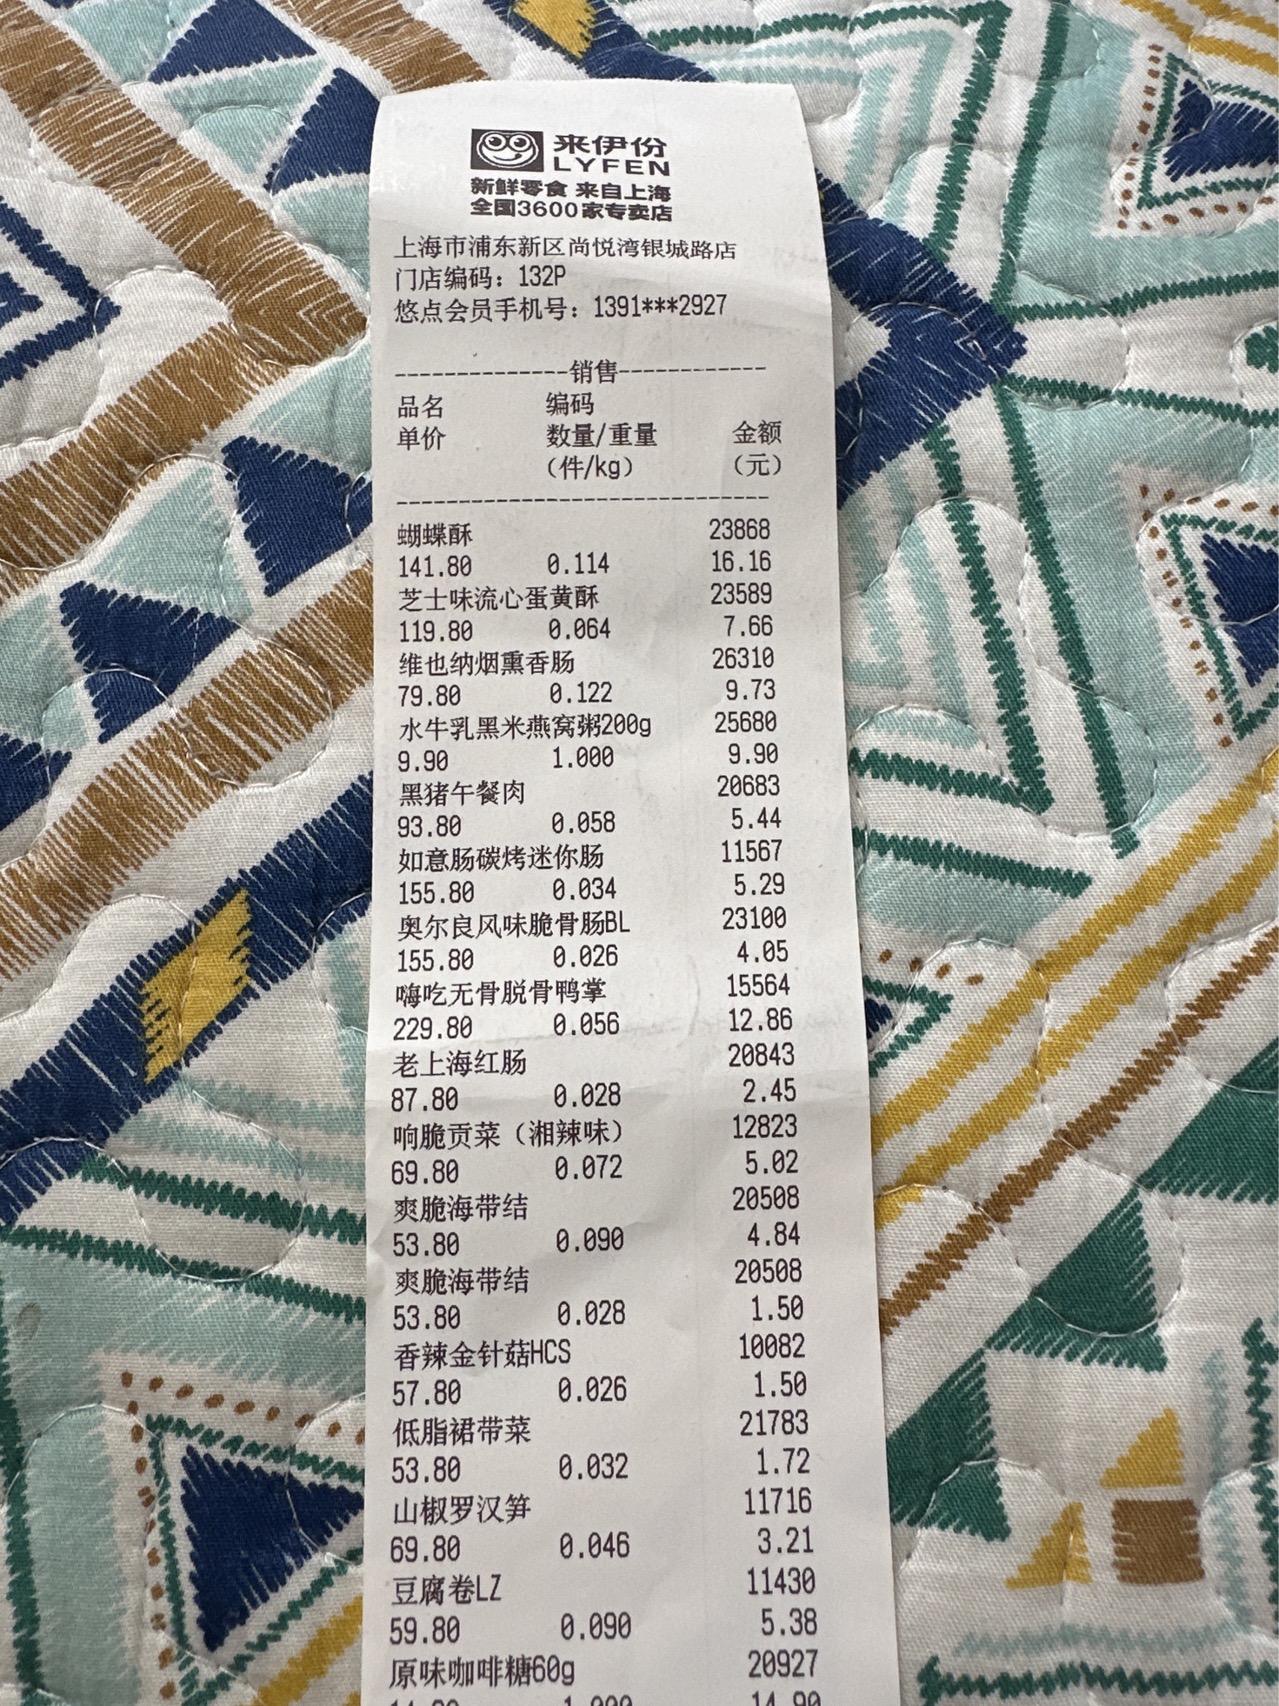 来伊份
LYFEN
新鲜零食 来自上海
全国3600家专卖店
上海市浦东新区尚悦湾银城路店
门店编码：132P
悠点会员手机号：1391***2927
--------------销售------------
品名 编码
单价 数量/重量 金额
（件/kg） （元）
------------------------------
蝴蝶酥 23868
141.80 0.114 16.16
芝士味流心蛋黄酥 23589
119.80 0.064 7.66
维也纳烟熏香肠 26310
79.80 0.122 9.73
水牛乳黑米燕窝粥200g 25680
9.90 1.000 9.90
黑猪午餐肉 20683
93.80 0.058 5.44
如意肠碳烤迷你肠 11567
155.80 0.034 5.29
奥尔良风味脆骨肠BL 23100
155.80 0.026 4.05
嗨吃无骨脱骨鸭掌 15564
229.80 0.056 12.86
老上海红肠 20843
87.80 0.028 2.45
响脆贡菜（湘辣味） 12823
69.80 0.072 5.02
爽脆海带结 20508
53.80 0.090 4.84
爽脆海带结 20508
53.80 0.028 1.50
香辣金针菇HCS 10082
57.80 0.026 1.50
低脂裙带菜 21783
53.80 0.032 1.72
山椒罗汉笋 11716
69.80 0.046 3.21
豆腐卷LZ 11430
59.80 0.090 5.38
原味咖啡糖60g 20927
14.90 1.000 14.90